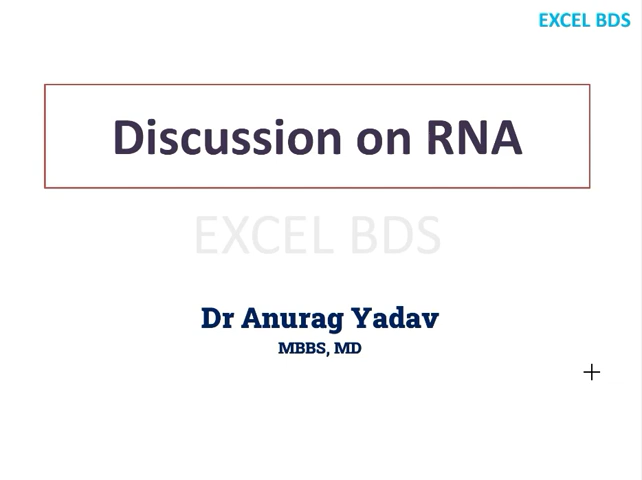 EXCEL BDS
Discussion on RNA
EXCEL BDS
Dr Anurag Yadav
MBBS, MD